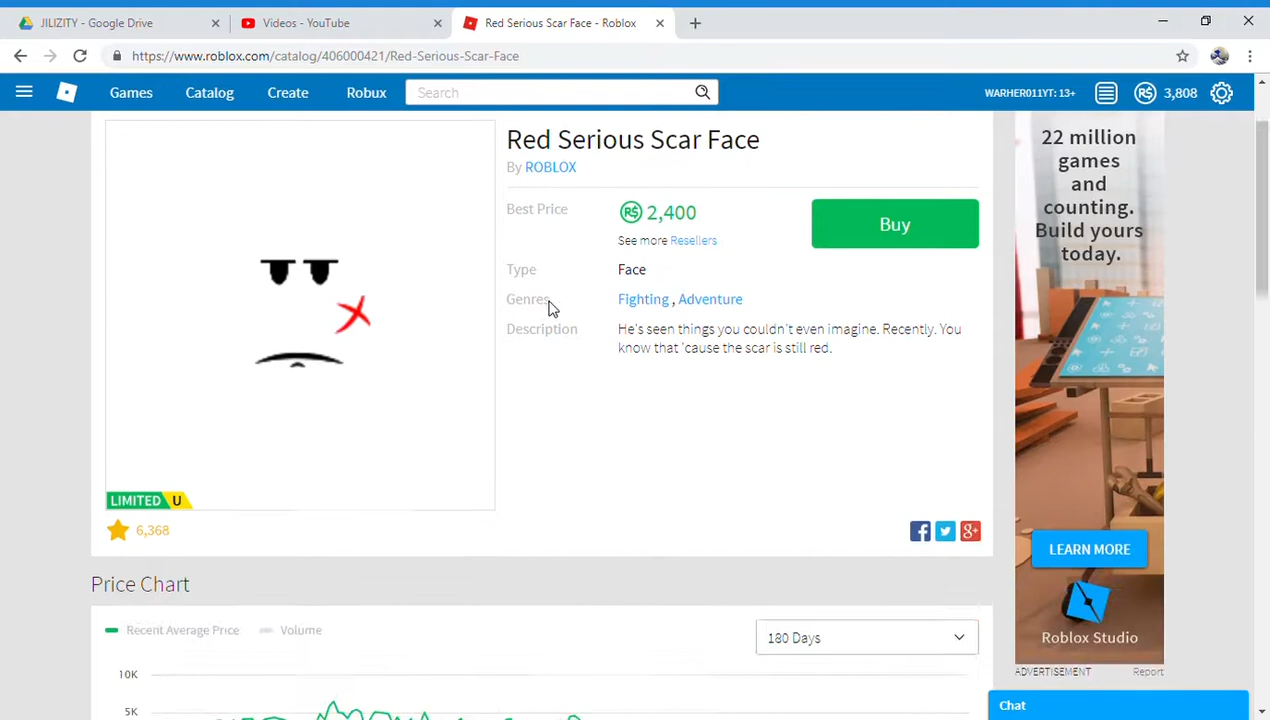 JILIZITY - Google Drive
Videos - YouTube
Red Serious Scar Face - Roblox
https://www.roblox.com/catalog/406000421/Red-Serious-Scar-Face
Games
Catalog
Create
Robux
Search
WARHER011YT: 13+
R$ 3,808
Red Serious Scar Face
By ROBLOX
Best Price
R$ 2,400
Buy
See more Resellers
Type
Face
Genres
Fighting , Adventure
Description
He's seen things you couldn't even imagine. Recently. You
know that 'cause the scar is still red.
LIMITED U
6,368
Price Chart
Recent Average Price
Volume
180 Days
10K
5K
22 million
games
and
counting.
Build yours
today.
LEARN MORE
Roblox Studio
ADVERTISEMENT
Report
Chat